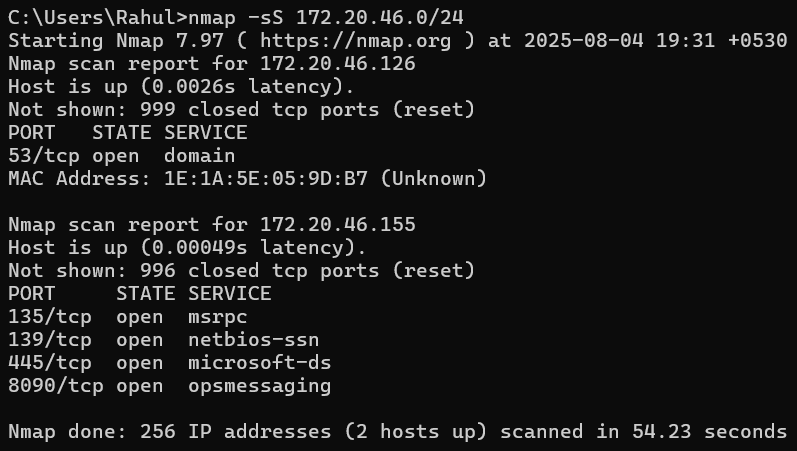 C:\Users\Rahul>nmap -sS 172.20.46.0/24
Starting Nmap 7.97 ( https://nmap.org ) at 2025-08-04 19:31 +0530
Nmap scan report for 172.20.46.126
Host is up (0.0026s latency).
Not shown: 999 closed tcp ports (reset)
PORT   STATE SERVICE
53/tcp open  domain
MAC Address: 1E:1A:5E:05:9D:B7 (Unknown)

Nmap scan report for 172.20.46.155
Host is up (0.00049s latency).
Not shown: 996 closed tcp ports (reset)
PORT     STATE SERVICE
135/tcp  open  msrpc
139/tcp  open  netbios-ssn
445/tcp  open  microsoft-ds
8090/tcp open  opsmessaging

Nmap done: 256 IP addresses (2 hosts up) scanned in 54.23 seconds